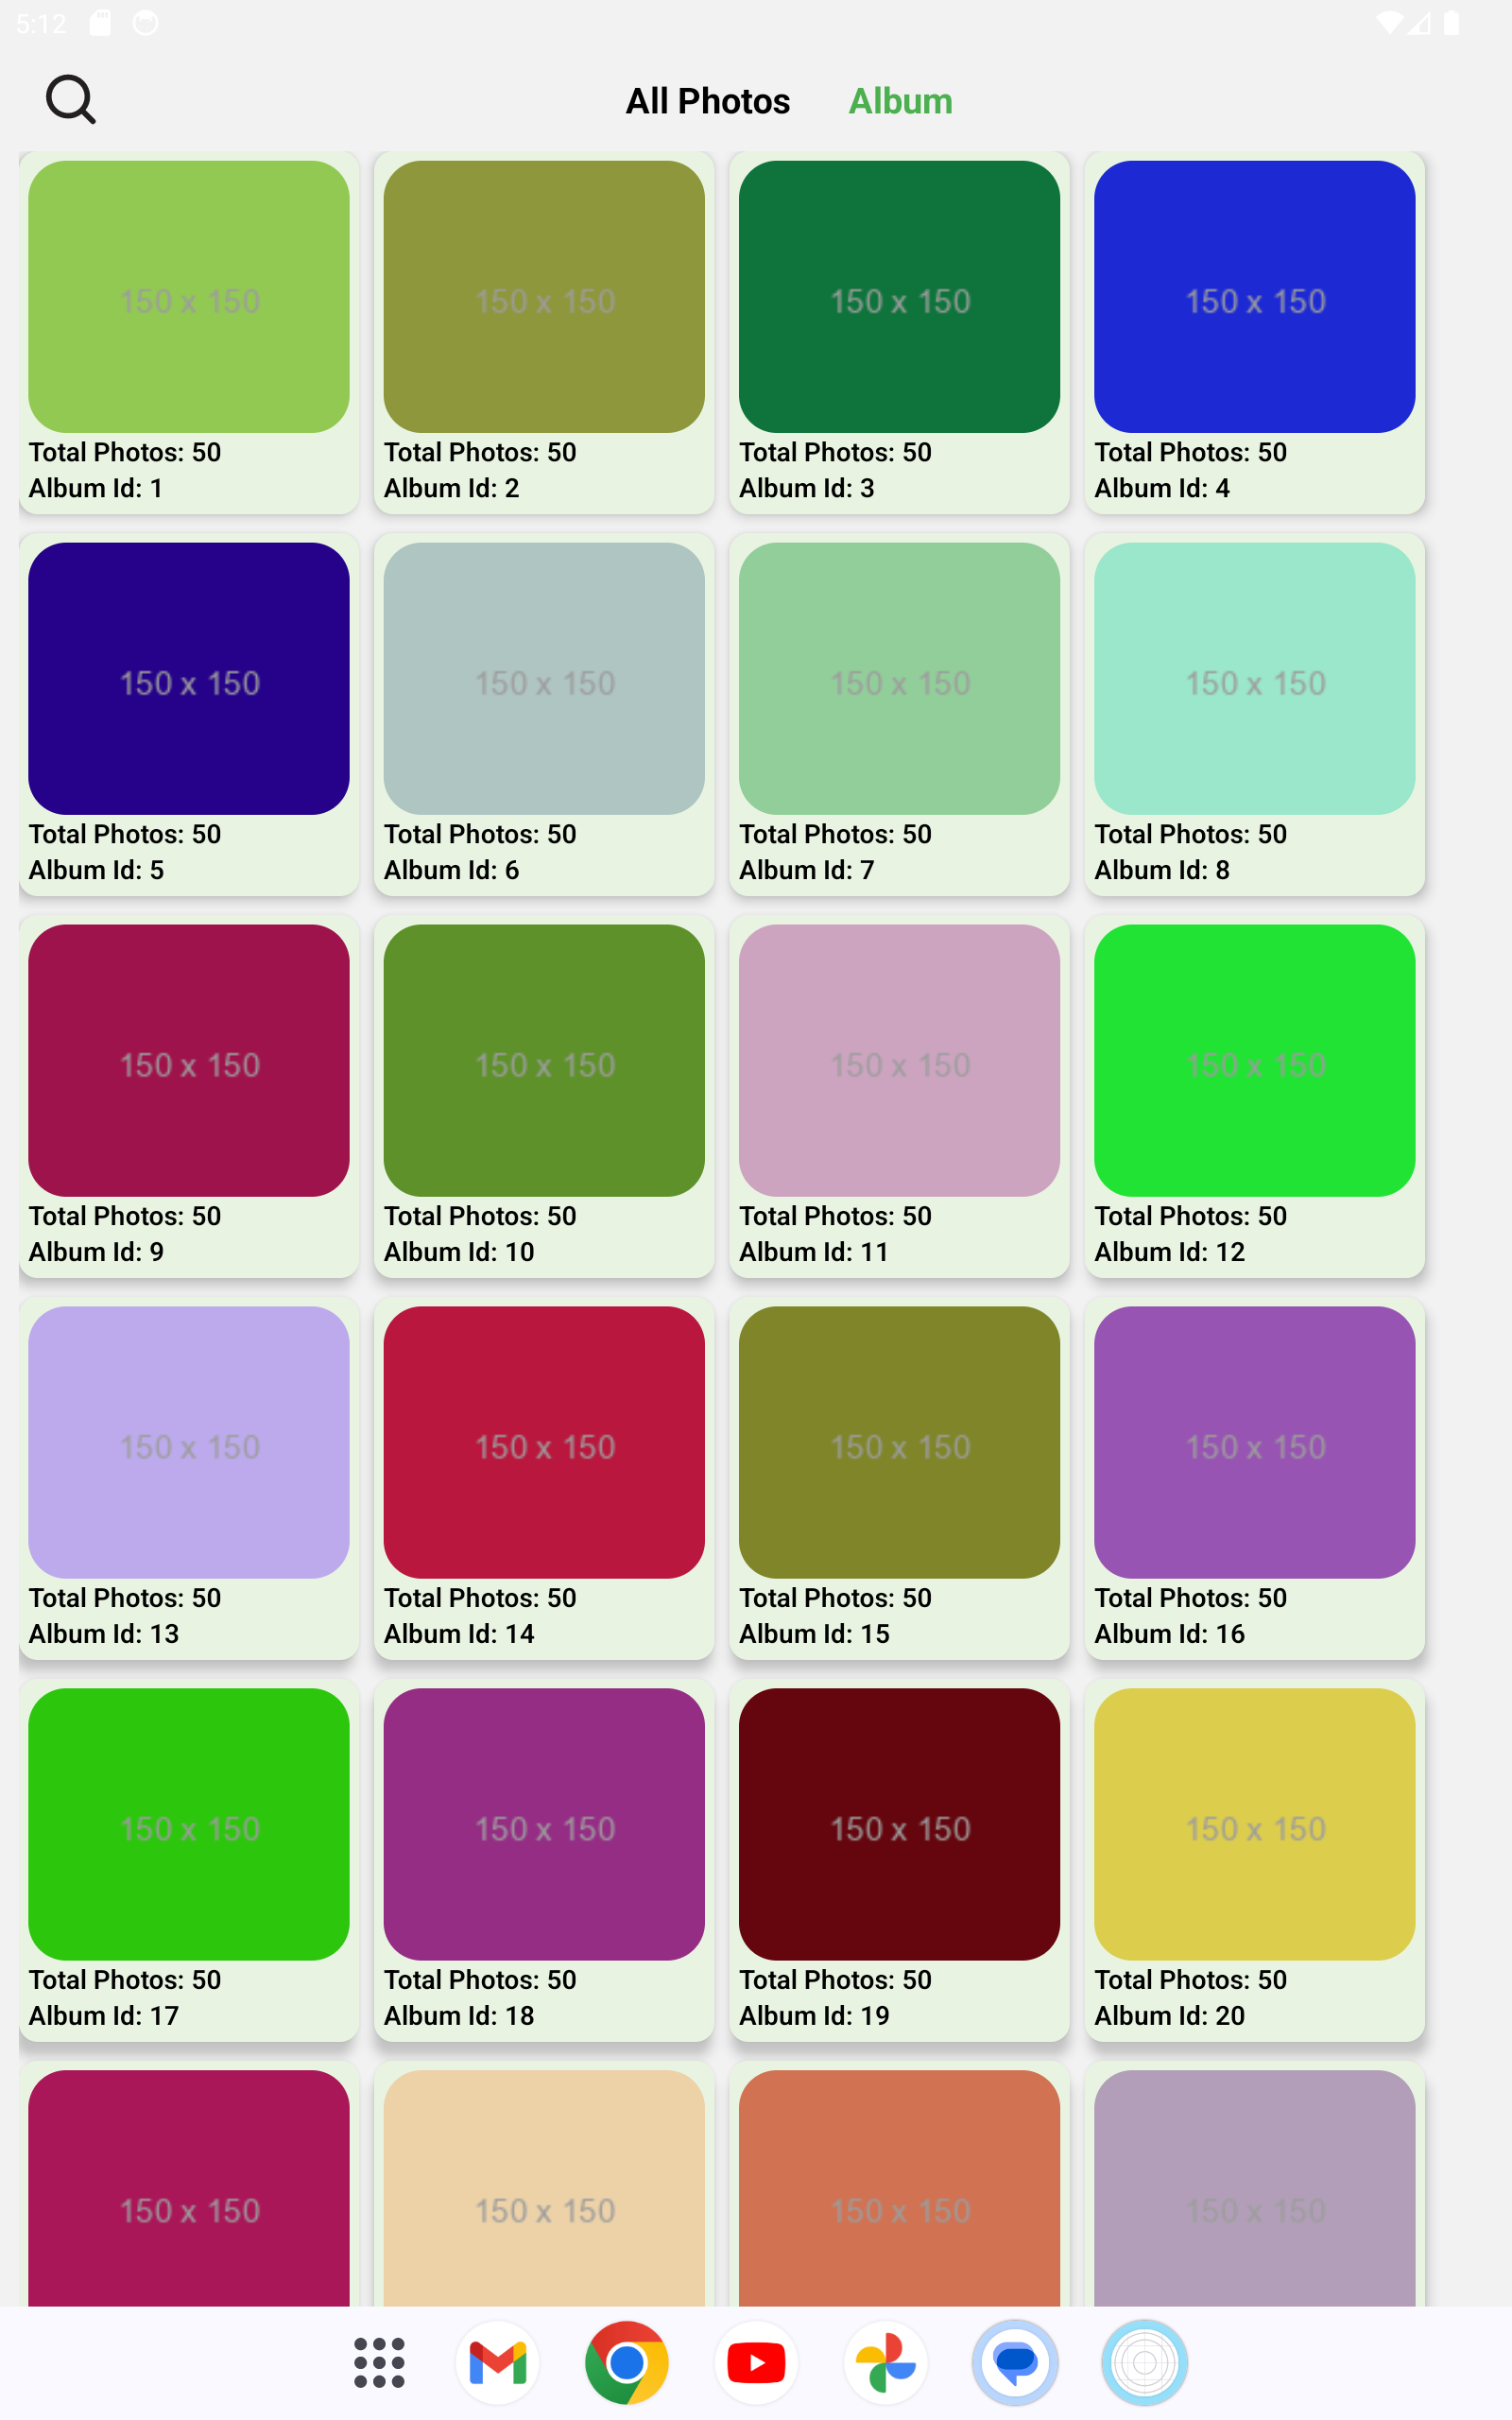 5:12
All Photos Album
150 x 150 150 x 150 150 x 150 150 x 150
Total Photos: 50 Total Photos: 50 Total Photos: 50 Total Photos: 50
Album Id: 1 Album Id: 2 Album Id: 3 Album Id: 4
150 x 150 150 x 150 150 x 150 150 x 150
Total Photos: 50 Total Photos: 50 Total Photos: 50 Total Photos: 50
Album Id: 5 Album Id: 6 Album Id: 7 Album Id: 8
150 x 150 150 x 150 150 x 150 150 x 150
Total Photos: 50 Total Photos: 50 Total Photos: 50 Total Photos: 50
Album Id: 9 Album Id: 10 Album Id: 11 Album Id: 12
150 x 150 150 x 150 150 x 150 150 x 150
Total Photos: 50 Total Photos: 50 Total Photos: 50 Total Photos: 50
Album Id: 13 Album Id: 14 Album Id: 15 Album Id: 16
150 x 150 150 x 150 150 x 150 150 x 150
Total Photos: 50 Total Photos: 50 Total Photos: 50 Total Photos: 50
Album Id: 17 Album Id: 18 Album Id: 19 Album Id: 20
150 x 150 150 x 150 150 x 150 150 x 150